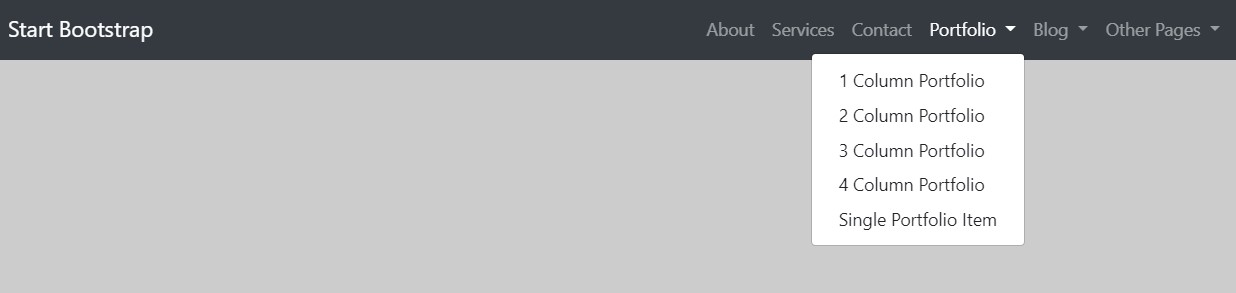 Start Bootstrap About Services Contact Portfolio Blog Other Pages
1 Column Portfolio
2 Column Portfolio
3 Column Portfolio
4 Column Portfolio
Single Portfolio Item